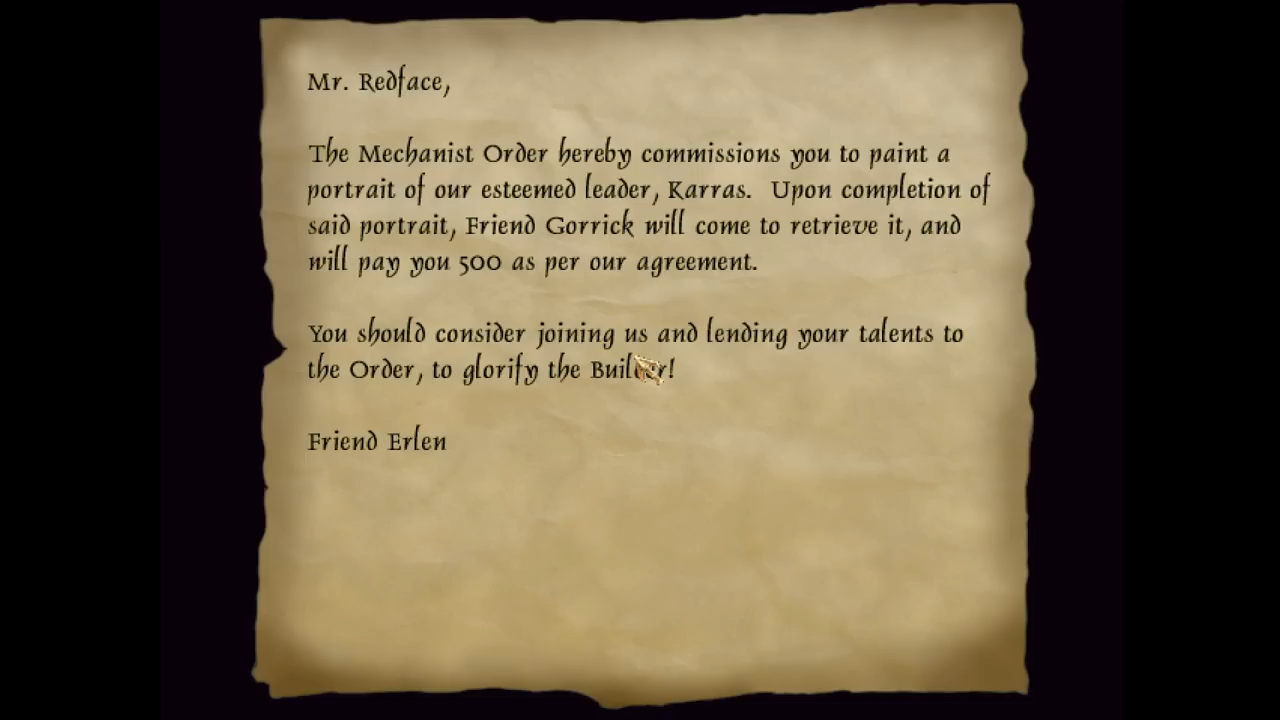 Mr. Redface,
The Mechanist Order hereby commissions you to paint a
portrait of our esteemed leader, Karras.  Upon completion of
said portrait, Friend Gorrick will come to retrieve it, and
will pay you 500 as per our agreement.
You should consider joining us and lending your talents to
the Order, to glorify the Builder!
Friend Erlen